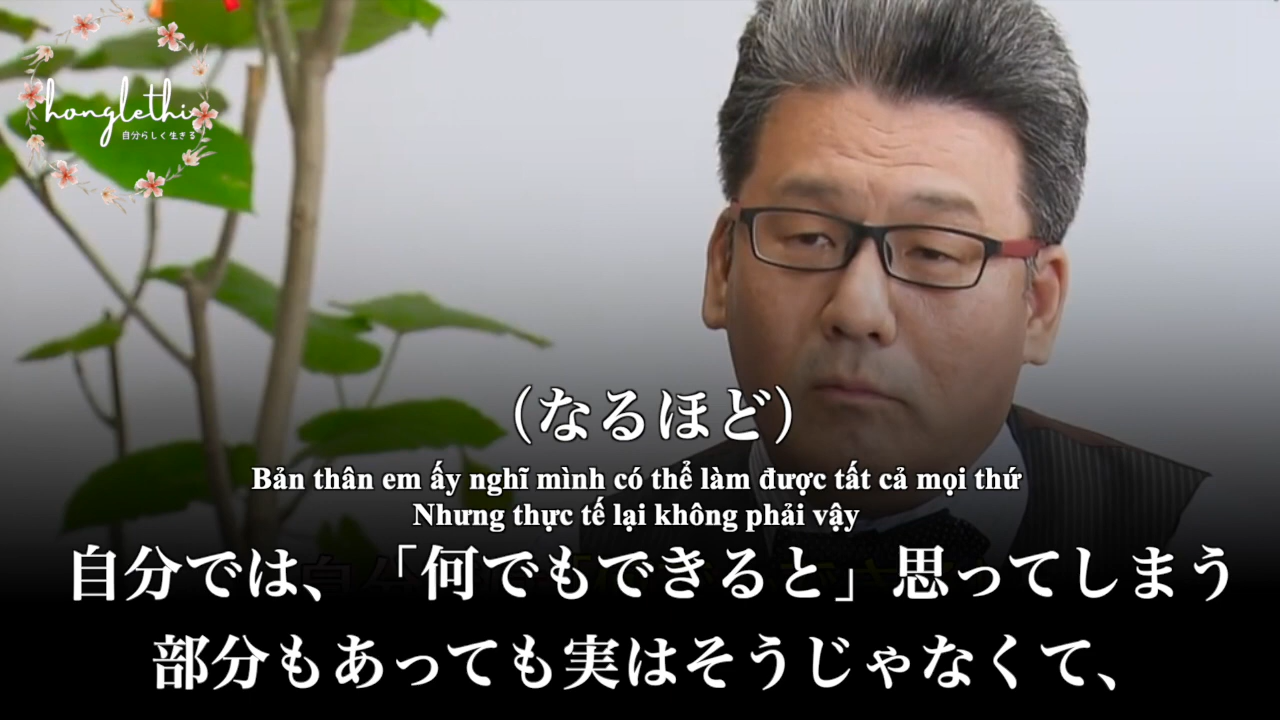 honglethi
自分らしく生きる
（なるほど）
Bản thân em ấy nghĩ mình có thể làm được tất cả mọi thứ
Nhưng thực tế lại không phải vậy
自分では、「何でもできると」思ってしまう
部分もあっても実はそうじゃなくて、